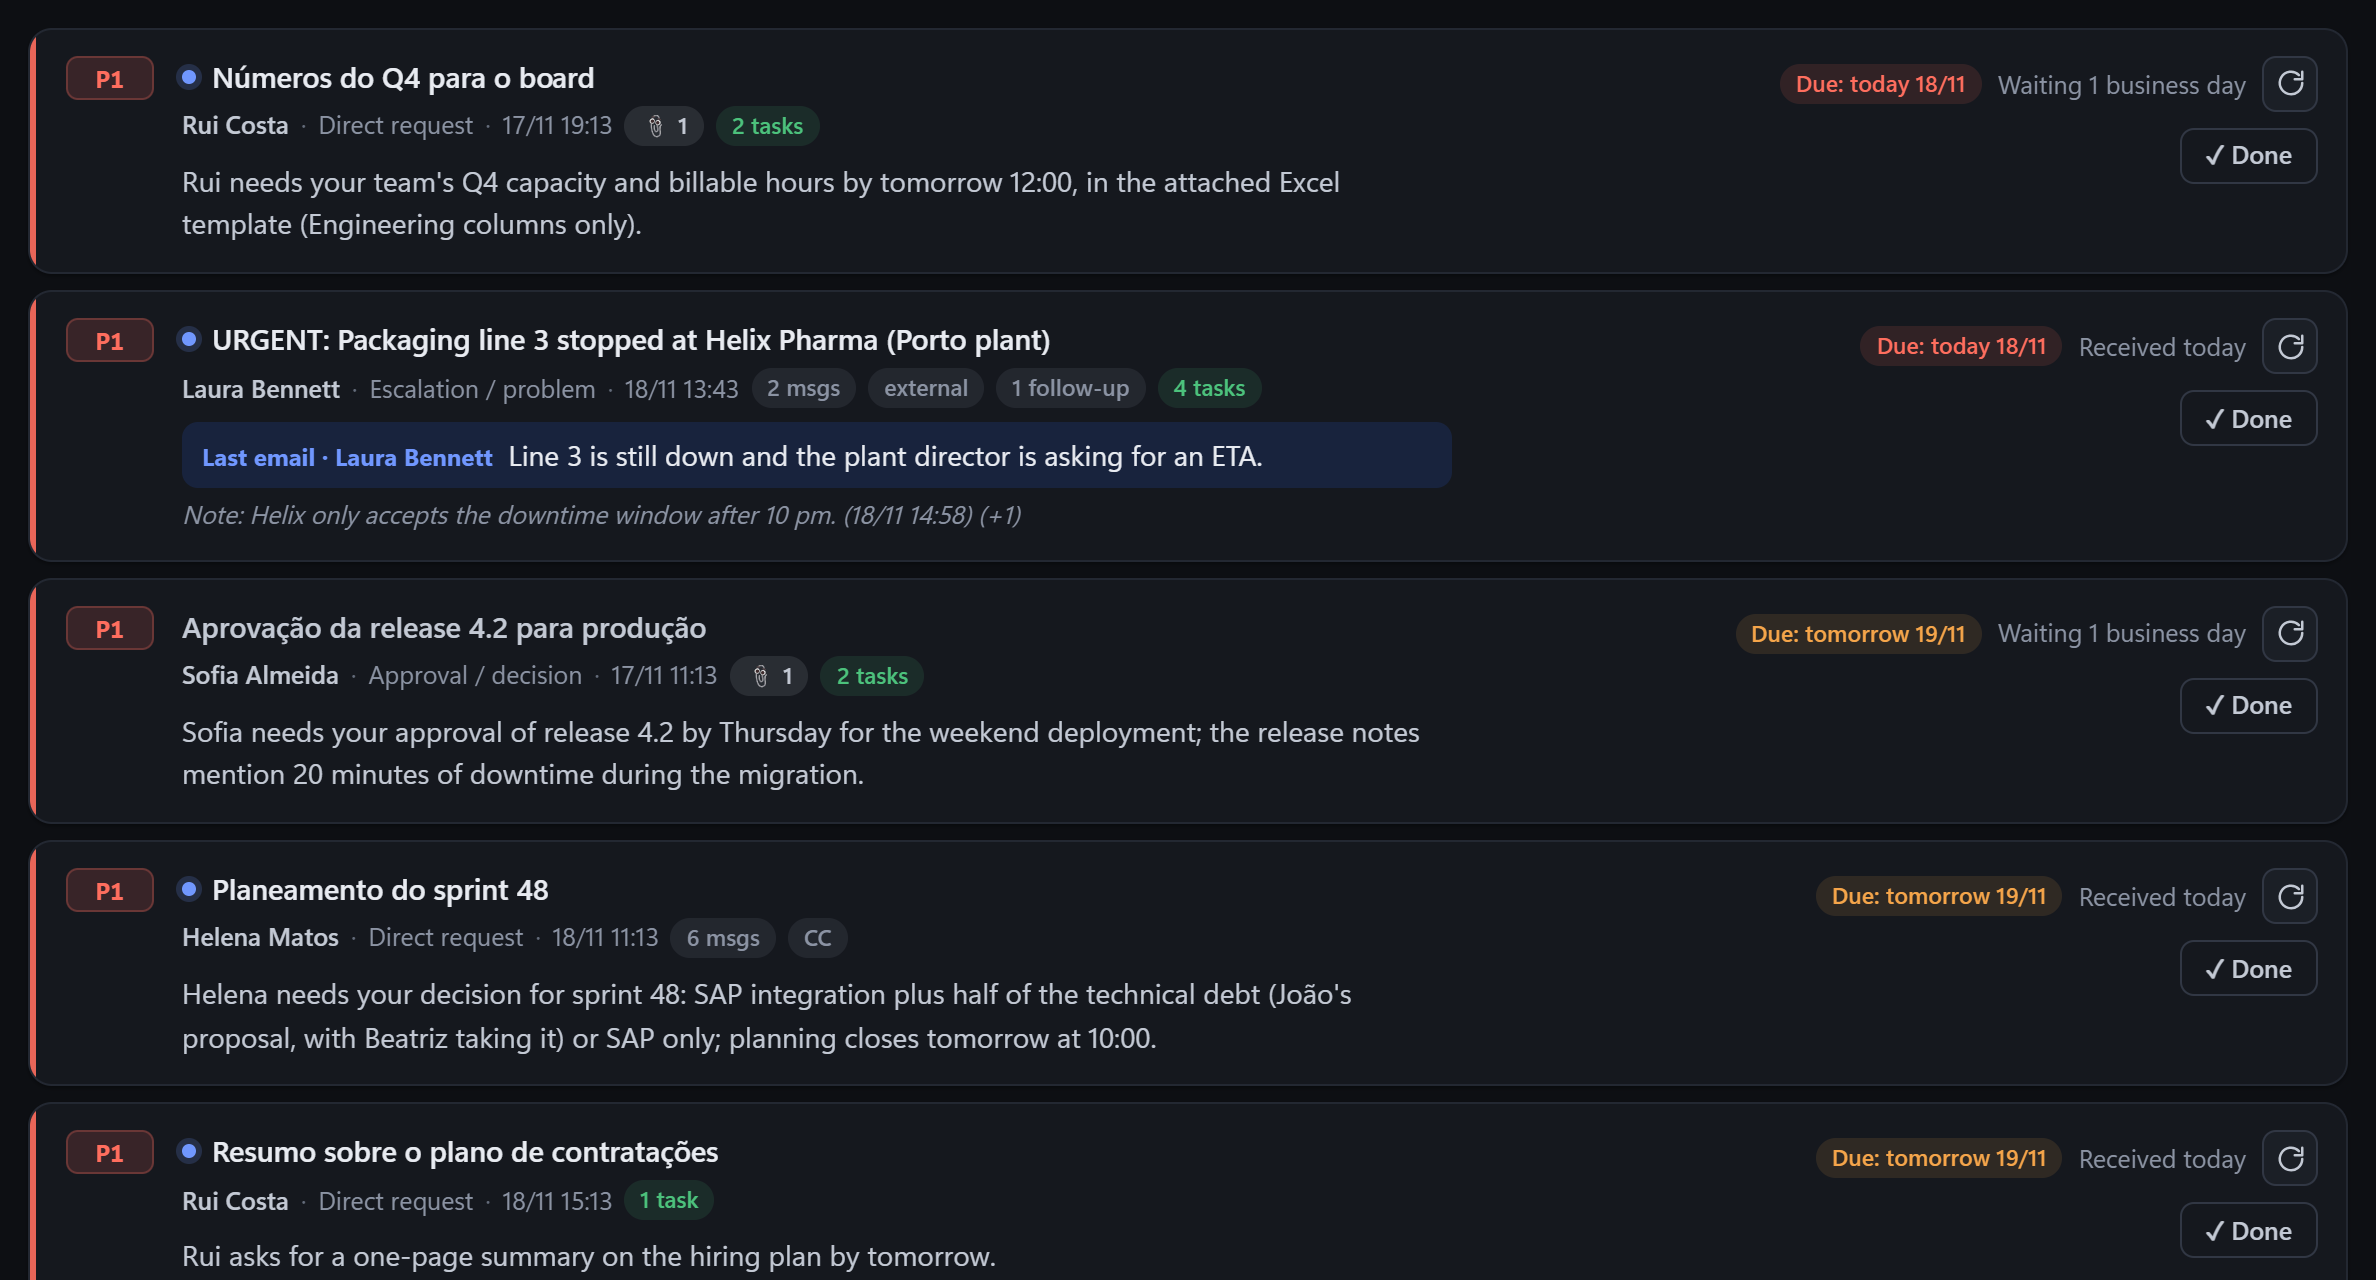 P1 Números do Q4 para o board Due: today 18/11 Waiting 1 business day
Rui Costa · Direct request · 17/11 19:13 1 2 tasks
✓ Done
Rui needs your team's Q4 capacity and billable hours by tomorrow 12:00, in the attached Excel
template (Engineering columns only).
P1 URGENT: Packaging line 3 stopped at Helix Pharma (Porto plant) Due: today 18/11 Received today
Laura Bennett · Escalation / problem · 18/11 13:43 2 msgs external 1 follow-up 4 tasks
✓ Done
Last email · Laura Bennett Line 3 is still down and the plant director is asking for an ETA.
Note: Helix only accepts the downtime window after 10 pm. (18/11 14:58) (+1)
P1 Aprovação da release 4.2 para produção Due: tomorrow 19/11 Waiting 1 business day
Sofia Almeida · Approval / decision · 17/11 11:13 1 2 tasks
✓ Done
Sofia needs your approval of release 4.2 by Thursday for the weekend deployment; the release notes
mention 20 minutes of downtime during the migration.
P1 Planeamento do sprint 48 Due: tomorrow 19/11 Received today
Helena Matos · Direct request · 18/11 11:13 6 msgs CC
✓ Done
Helena needs your decision for sprint 48: SAP integration plus half of the technical debt (João's
proposal, with Beatriz taking it) or SAP only; planning closes tomorrow at 10:00.
P1 Resumo sobre o plano de contratações Due: tomorrow 19/11 Received today
Rui Costa · Direct request · 18/11 15:13 1 task
✓ Done
Rui asks for a one-page summary on the hiring plan by tomorrow.